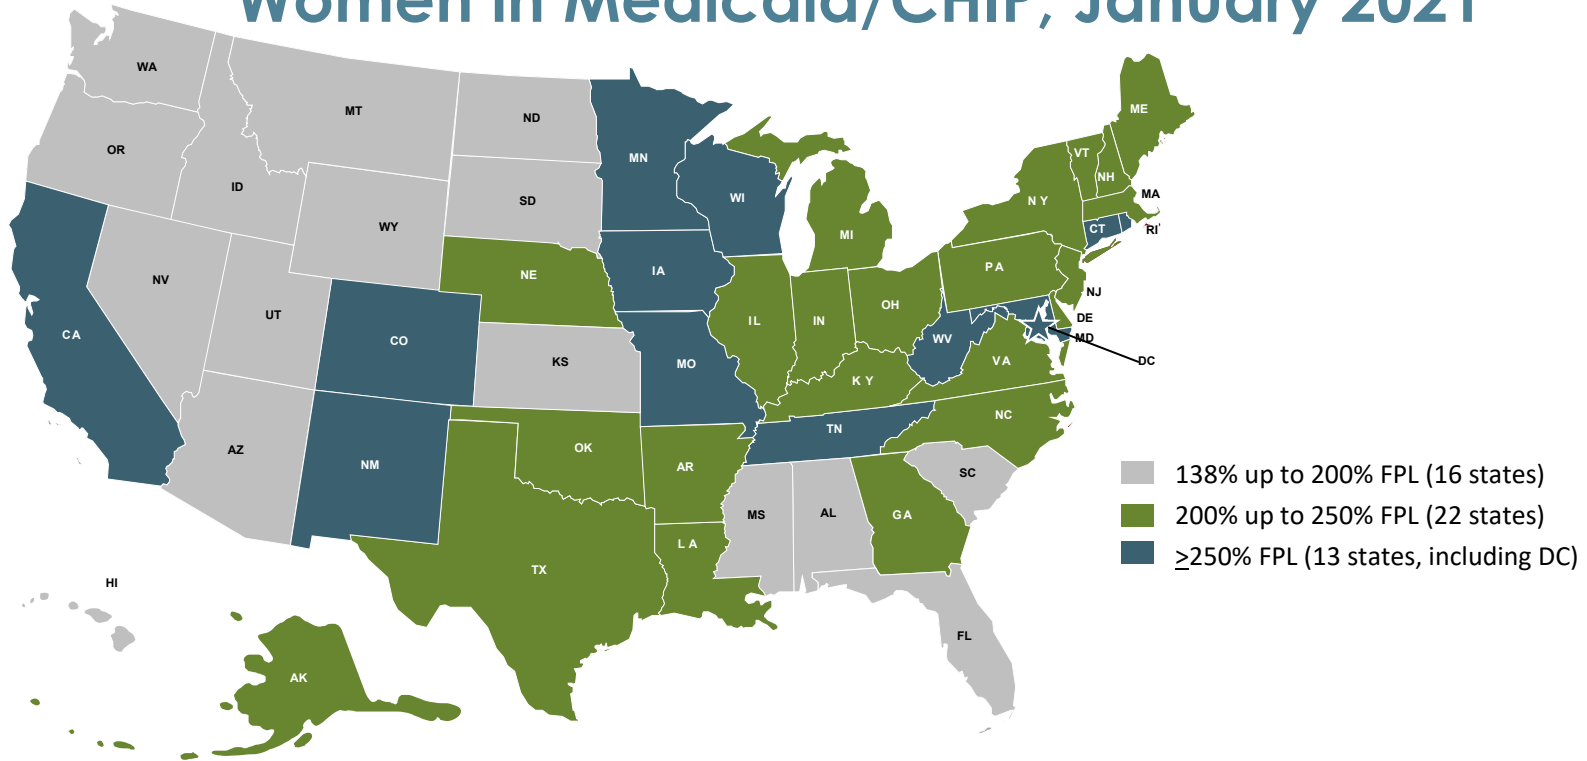 Women in Medicaid/CHIP, January 2021
WA
MT
ND
MN
ME
OR
ID
SD
WI
VT
NH
MA
WY
NY
MI
CT
RI
NV
NE
IA
PA
NJ
UT
CA
CO
KS
MO
IL
IN
OH
WV
VA
DE
MD
DC
KY
AZ
NM
OK
AR
TN
NC
SC
MS
AL
GA
LA
TX
HI
FL
AK
138% up to 200% FPL (16 states)
200% up to 250% FPL (22 states)
≥250% FPL (13 states, including DC)